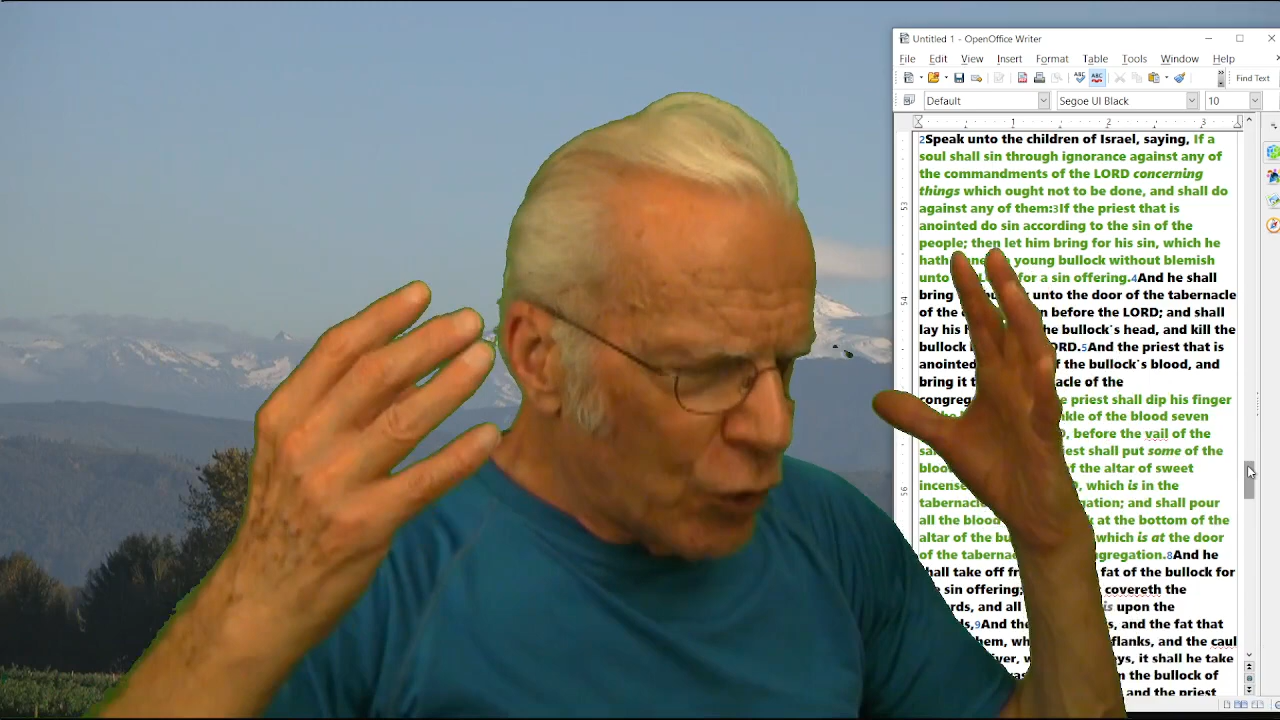 Untitled 1 - OpenOffice Writer
File Edit View Insert Format Table Tools Window Help
Find Text
Default Segoe UI Black 10
1 2 3
2Speak unto the children of Israel, saying, If a
soul shall sin through ignorance against any of
the commandments of the LORD concerning
things which ought not to be done, and shall do
against any of them:3If the priest that is
anointed do sin according to the sin of the
people; then let him bring for his sin, which he
hath young bullock without blemish
unto for a sin offering.4And he shall
bring unto the door of the tabernacle
of the before the LORD; and shall
lay his the bullock's head, and kill the
bullock 5And the priest that is
anointed of the bullock's blood, and
bring it of the
priest shall dip his finger
of the blood seven
before the vail of the
shall put some of the
of the altar of sweet
incense which is in the
and shall pour
all the blood at the bottom of the
altar of the which is at the door
of the 8And he
shall take off fat of the bullock for
sin offering; covereth the
and all is upon the
9And the and the fat that
flanks, and the caul
it shall he take
the bullock of
and the priest
53
54
56